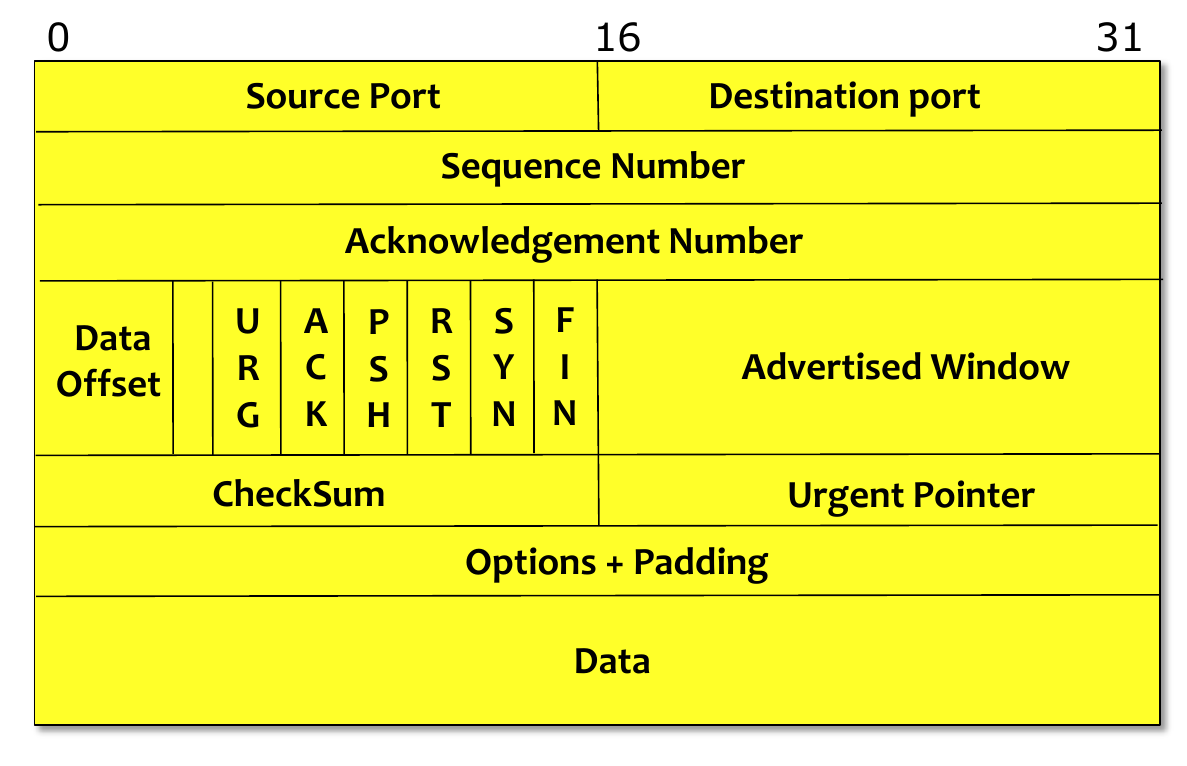 0 16 31
Source Port Destination port
Sequence Number
Acknowledgement Number
Data Offset URG ACK PSH RST SYN FIN Advertised Window
CheckSum Urgent Pointer
Options + Padding
Data